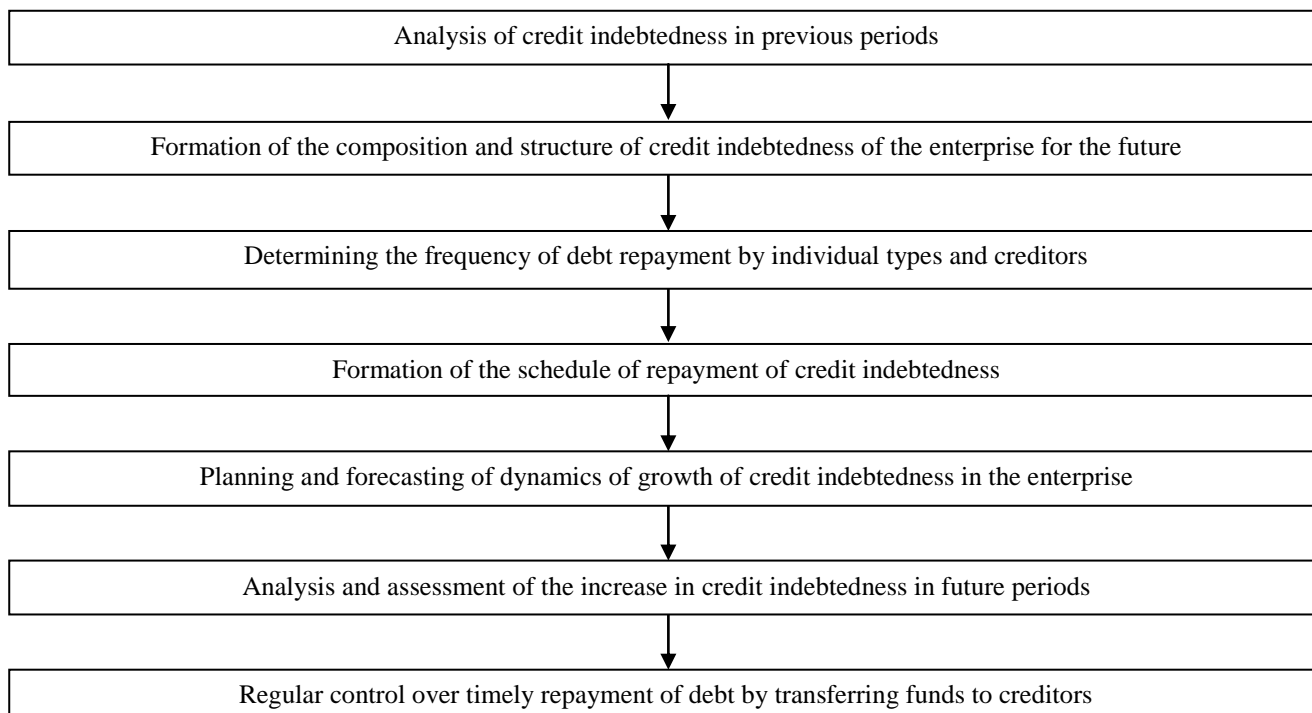 Analysis of credit indebtedness in previous periods
Formation of the composition and structure of credit indebtedness of the enterprise for the future
Determining the frequency of debt repayment by individual types and creditors
Formation of the schedule of repayment of credit indebtedness
Planning and forecasting of dynamics of growth of credit indebtedness in the enterprise
Analysis and assessment of the increase in credit indebtedness in future periods
Regular control over timely repayment of debt by transferring funds to creditors